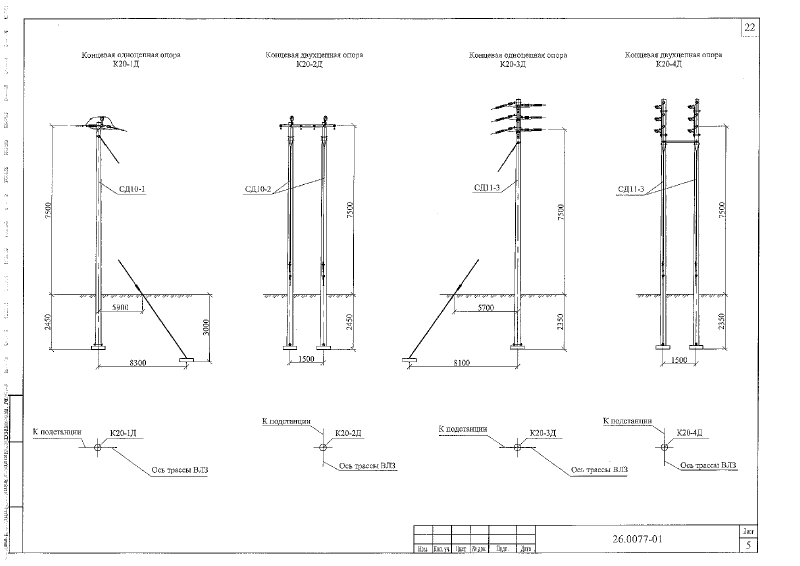 22
Концевая одноцепная опора
К20-1Д
Концевая двухцепная опора
К20-2Д
Концевая одноцепная опора
К20-3Д
Концевая двухцепная опора
К20-4Д
СД10-1
СД10-2
СД11-3
СД11-3
7500
7500
7500
7500
5900
5700
2450
3000
2450
2350
2350
8300
1500
8100
1500
К подстанции
К20-1Д
Ось трассы ВЛЗ
К подстанции
К20-2Д
Ось трассы ВЛЗ
К подстанции
К20-3Д
Ось трассы ВЛЗ
К подстанции
К20-4Д
Ось трассы ВЛЗ
26.0077-01
Лист
5
Изм. Кол. уч. Лист № док. Подп. Дата